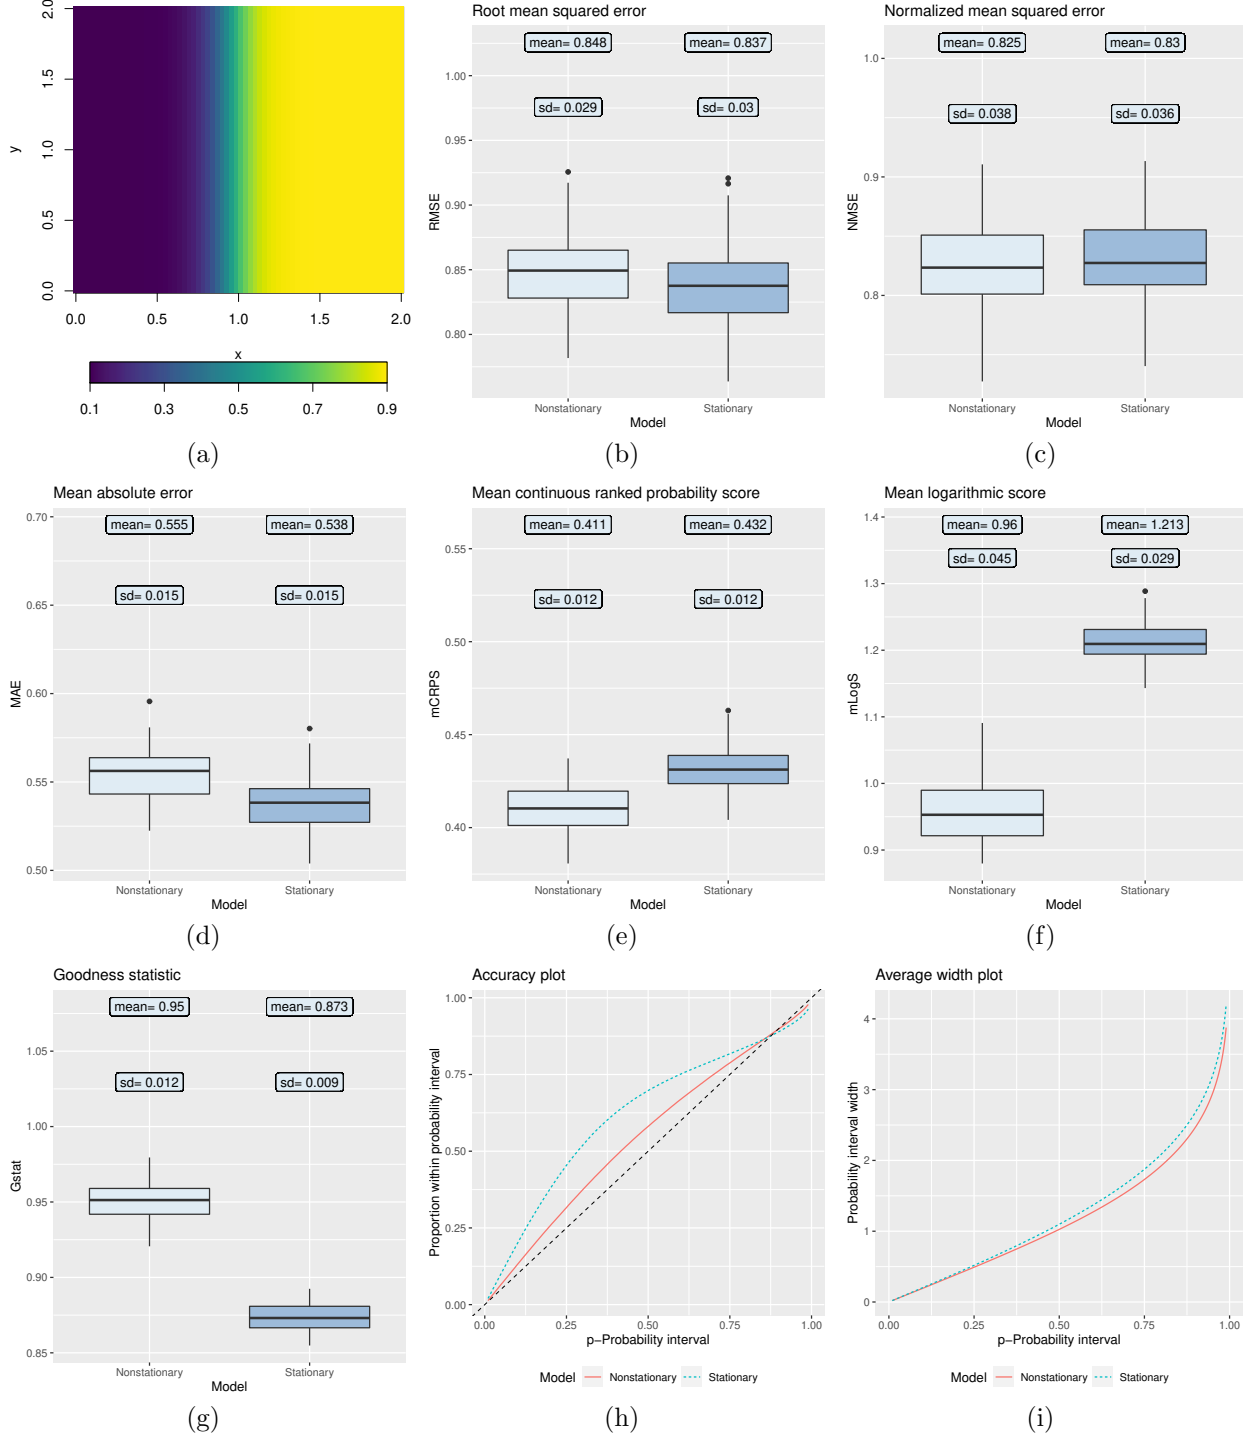 2.0
1.5
1.0
0.5
0.0
y
0.0 0.5 1.0 1.5 2.0
x
0.1 0.3 0.5 0.7 0.9
(a)
Root mean squared error
mean= 0.848 mean= 0.837
sd= 0.029 sd= 0.03
1.00
0.95
0.90
0.85
0.80
RMSE
Nonstationary Stationary
Model
(b)
Normalized mean squared error
mean= 0.825 mean= 0.83
sd= 0.038 sd= 0.036
1.0
0.9
0.8
NMSE
Nonstationary Stationary
Model
(c)
Mean absolute error
mean= 0.555 mean= 0.538
sd= 0.015 sd= 0.015
0.70
0.65
0.60
0.55
0.50
MAE
Nonstationary Stationary
Model
(d)
Mean continuous ranked probability score
mean= 0.411 mean= 0.432
sd= 0.012 sd= 0.012
0.55
0.50
0.45
0.40
mCRPS
Nonstationary Stationary
Model
(e)
Mean logarithmic score
mean= 0.96 mean= 1.213
sd= 0.045 sd= 0.029
1.4
1.3
1.2
1.1
1.0
0.9
mLogS
Nonstationary Stationary
Model
(f)
Goodness statistic
mean= 0.95 mean= 0.873
sd= 0.012 sd= 0.009
1.05
1.00
0.95
0.90
0.85
Gstat
Nonstationary Stationary
Model
(g)
Accuracy plot
1.00
0.75
0.50
0.25
0.00
Proportion within probability interval
0.00 0.25 0.50 0.75 1.00
p−Probability interval
Model Nonstationary Stationary
(h)
Average width plot
4
3
2
1
0
Probability interval width
0.00 0.25 0.50 0.75 1.00
p−Probability interval
Model Nonstationary Stationary
(i)